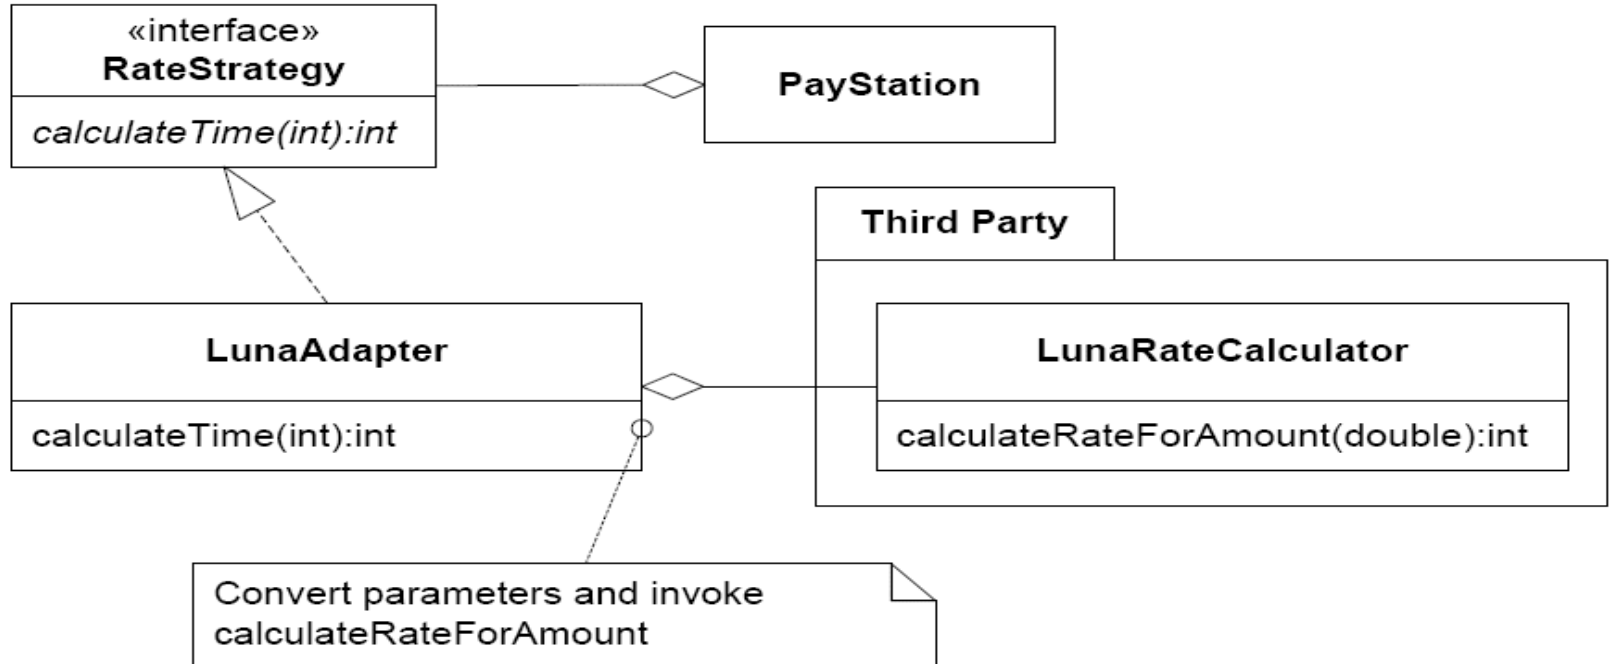 «interface»
RateStrategy
calculateTime(int):int
PayStation
Third Party
LunaAdapter
calculateTime(int):int
LunaRateCalculator
calculateRateForAmount(double):int
Convert parameters and invoke
calculateRateForAmount